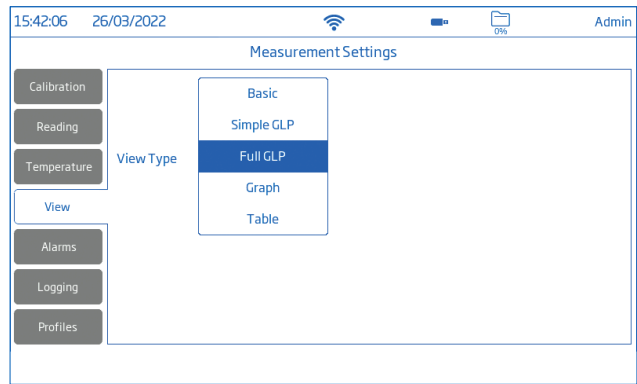 15:42:06 26/03/2022 0% Admin
Measurement Settings
Calibration
Reading
Temperature
View
Alarms
Logging
Profiles
View Type
Basic
Simple GLP
Full GLP
Graph
Table